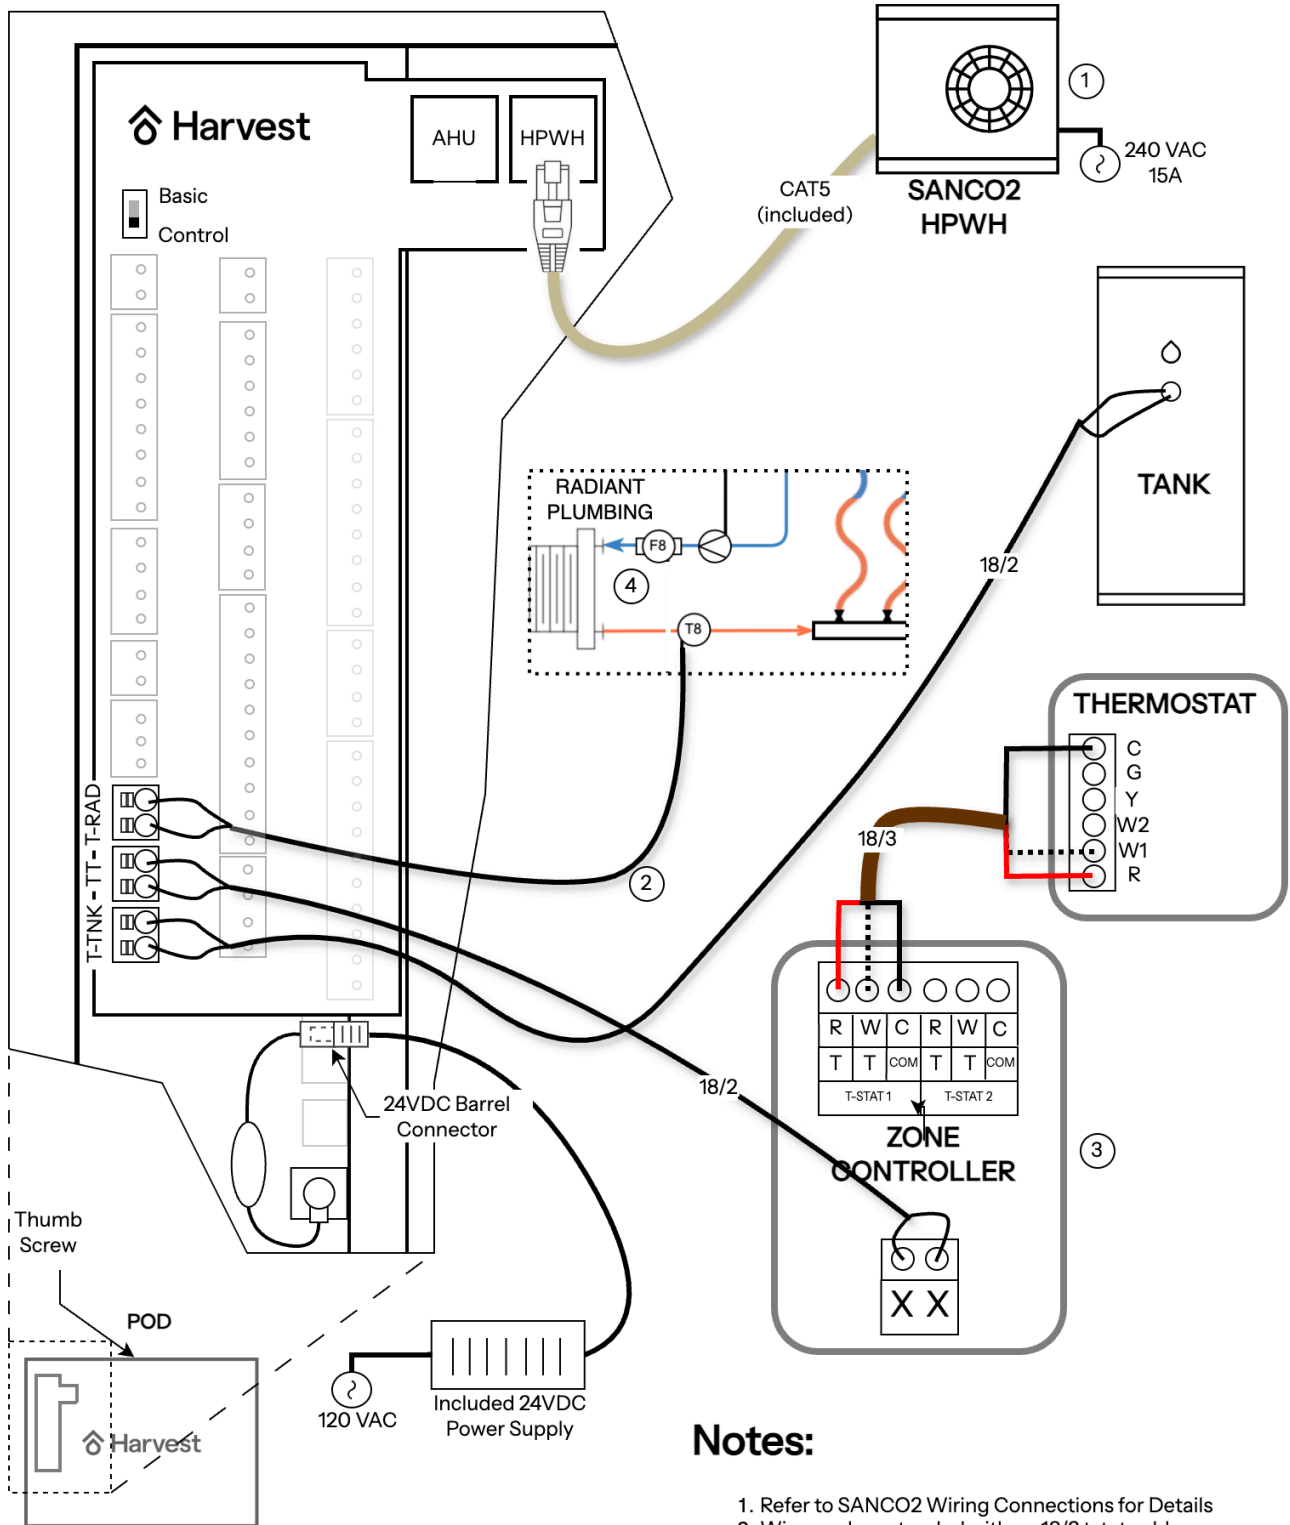 Harvest
AHU
HPWH
Basic
Control
1
240 VAC
15A
SANCO2
HPWH
CAT5
(included)
TANK
RADIANT
PLUMBING
F8
4
T8
18/2
THERMOSTAT
C
G
Y
W2
W1
R
18/3
T-TNK - TT - T-RAD
2
R W C R W C
T T COM T T COM
T-STAT 1 T-STAT 2
ZONE
CONTROLLER
3
18/2
X X
24VDC Barrel
Connector
Thumb
Screw
POD
Harvest
120 VAC
Included 24VDC
Power Supply
Notes:
1. Refer to SANCO2 Wiring Connections for Details